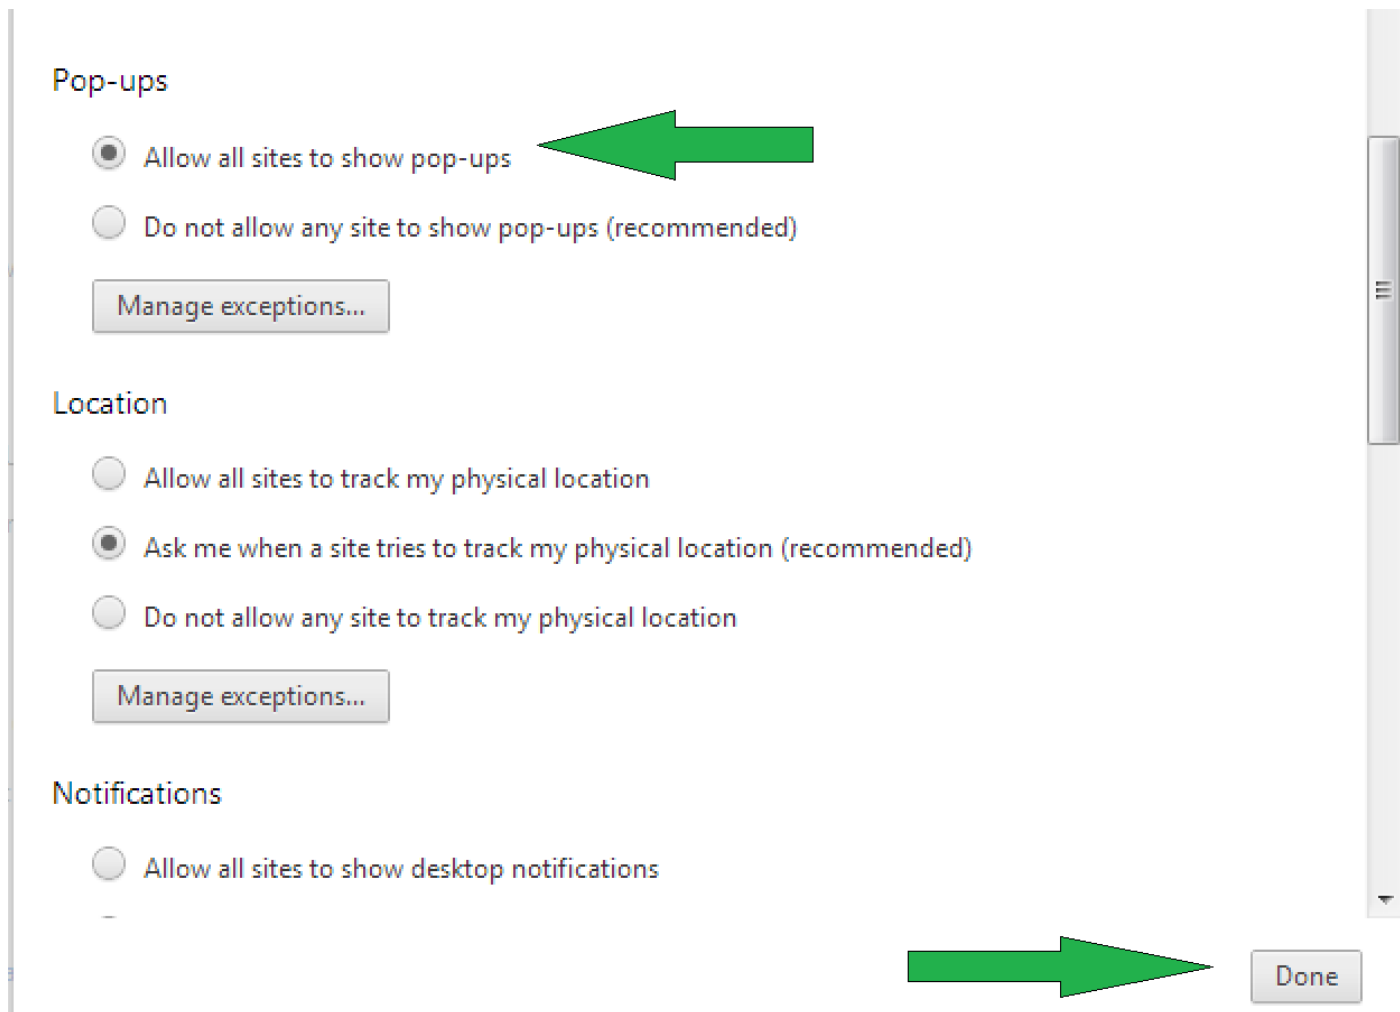 Pop-ups
Allow all sites to show pop-ups
Do not allow any site to show pop-ups (recommended)
Manage exceptions...
Location
Allow all sites to track my physical location
Ask me when a site tries to track my physical location (recommended)
Do not allow any site to track my physical location
Manage exceptions...
Notifications
Allow all sites to show desktop notifications
Done